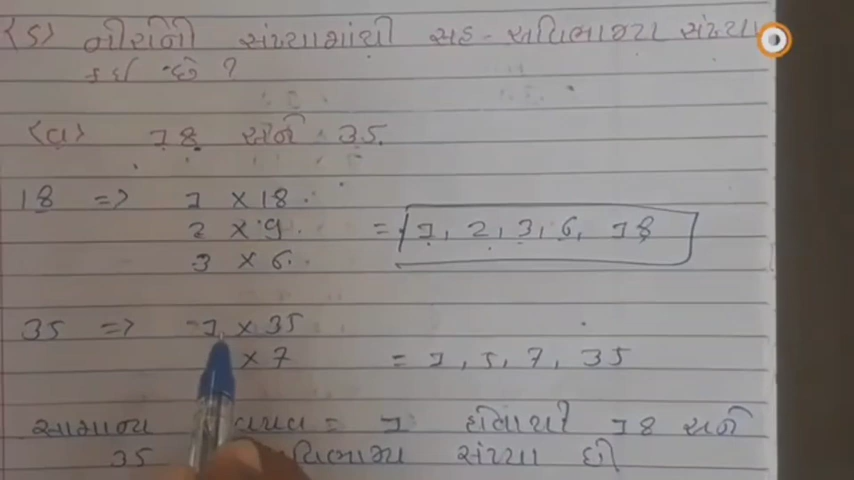 (5) નીચેની સંખ્યામાંથી સહ-અવિભાજ્ય સંખ્યા
કઈ છે ?
(અ) 18 અને 35.
18 => 1 × 18
2 × 9 = 1, 2, 3, 6, 18
3 × 6
35 => 1 × 35
× 7 = 1, 5, 7, 35
સામાન્ય અવયવ = 1 હોવાથી 18 અને
35 સંખ્યા છે